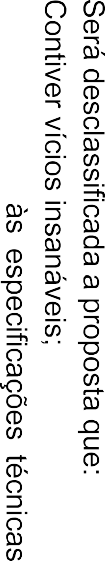 Será desclassificada a proposta que:
Contiver vícios insanáveis;
às especificações técnicas